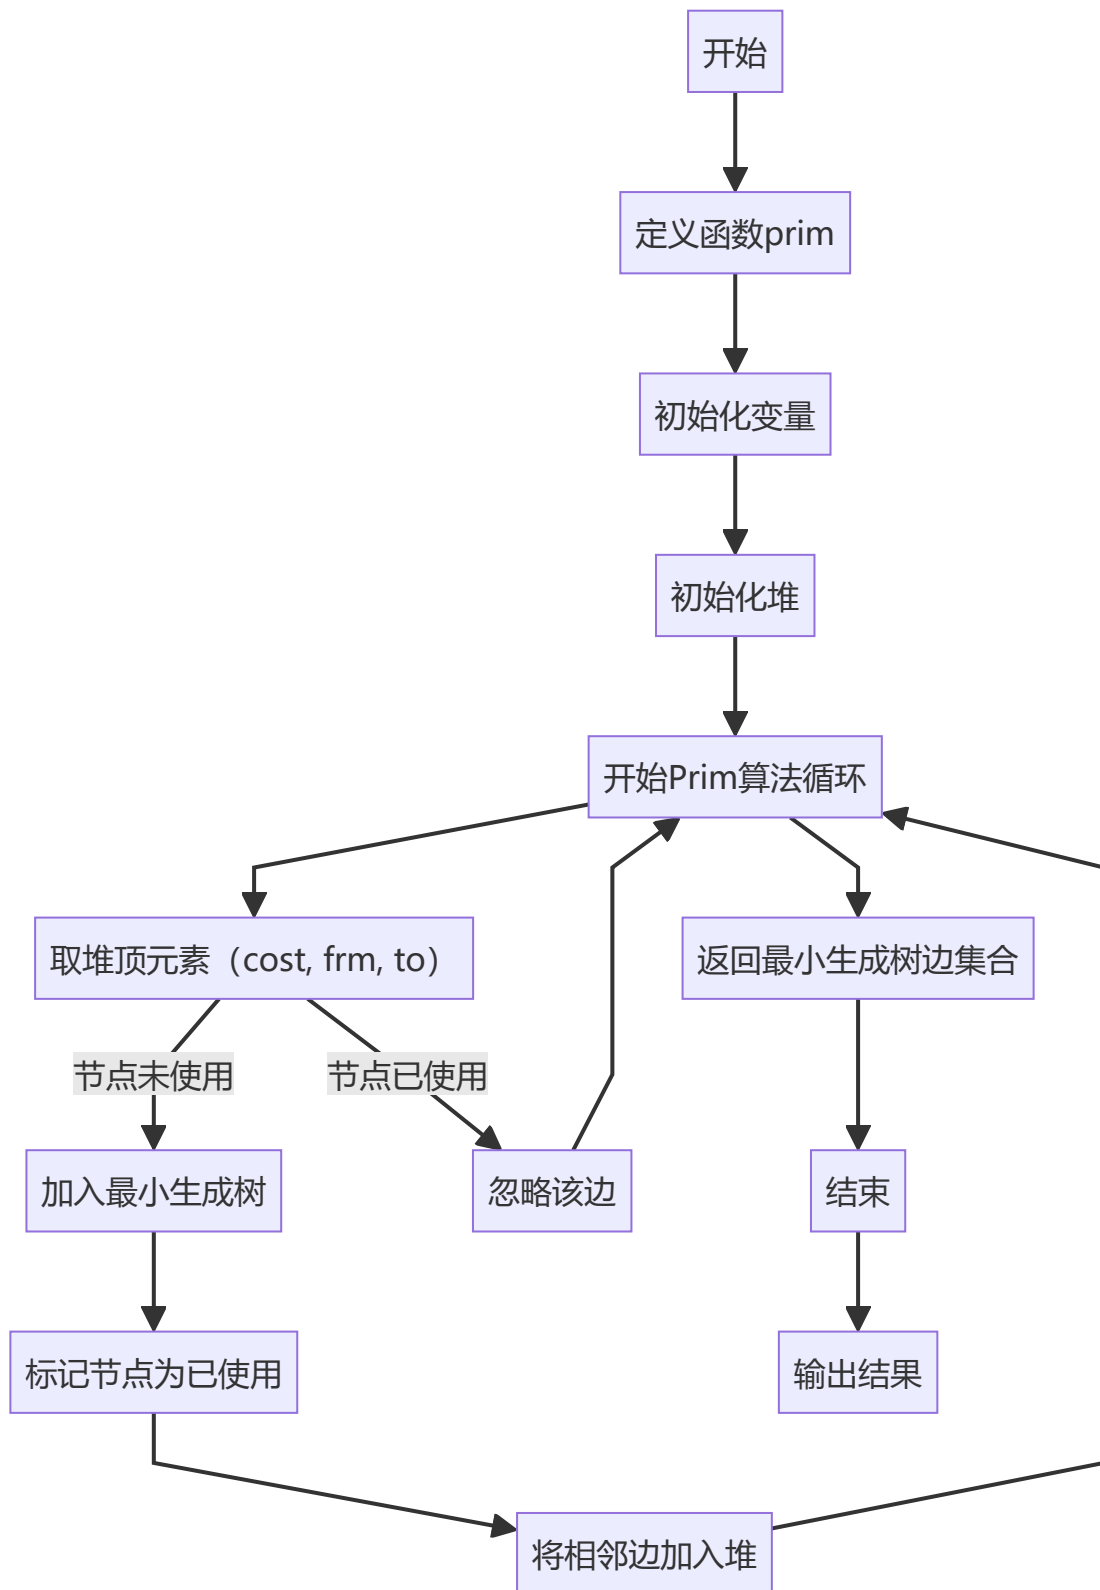 开始
定义函数prim
初始化变量
初始化堆
开始Prim算法循环
取堆顶元素（cost, frm, to）
返回最小生成树边集合
节点未使用
节点已使用
加入最小生成树
忽略该边
结束
标记节点为已使用
输出结果
将相邻边加入堆